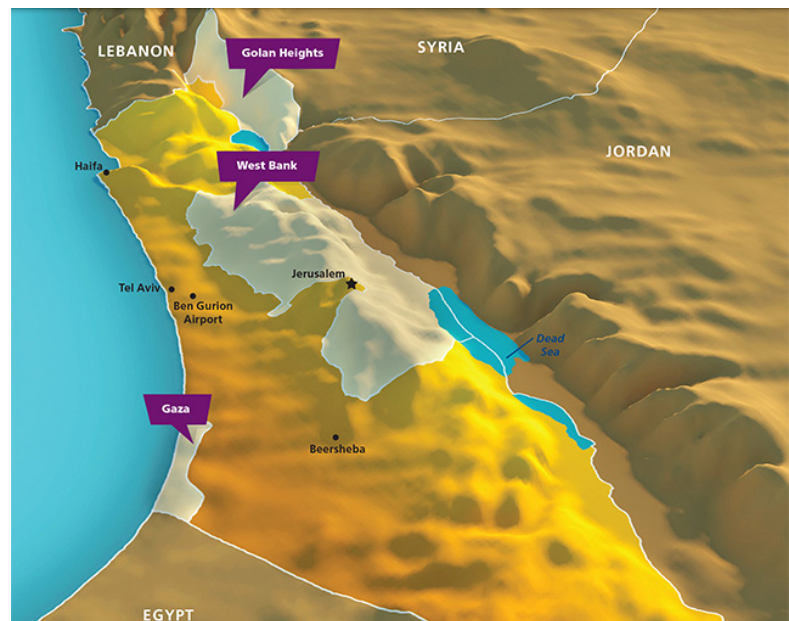 LEBANON
Golan Heights
SYRIA
JORDAN
Haifa
West Bank
Jerusalem
Tel Aviv
Ben Gurion
Airport
Dead
Sea
Gaza
Beersheba
EGYPT